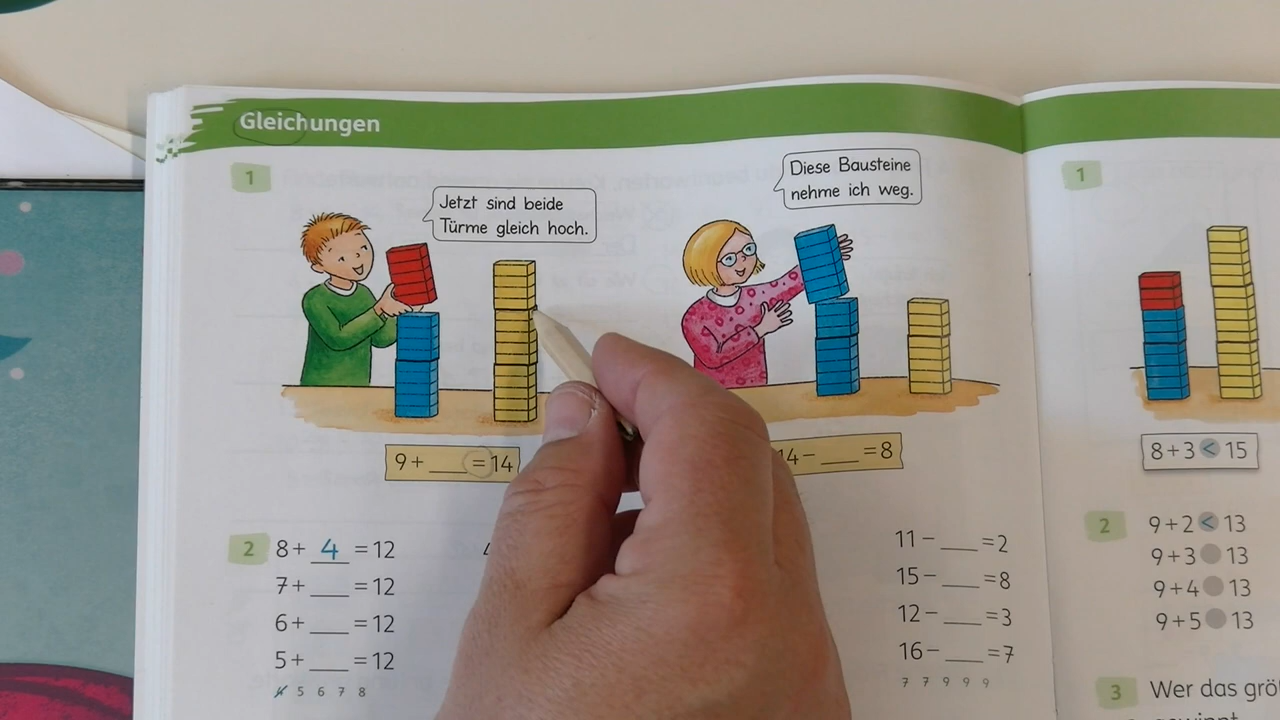 Gleichungen
1
Jetzt sind beide
Türme gleich hoch.
Diese Bausteine
nehme ich weg.
9+ ___ =14
14- ___ =8
2
8+ 4 =12
7+ ___ =12
6+ ___ =12
5+ ___ =12
4 5 6 7 8
11- ___ =2
15- ___ =8
12- ___ =3
16- ___ =7
7 7 9 9 9
1
8+3 < 15
2
9+2 < 13
9+3 13
9+4 13
9+5 13
3
Wer das